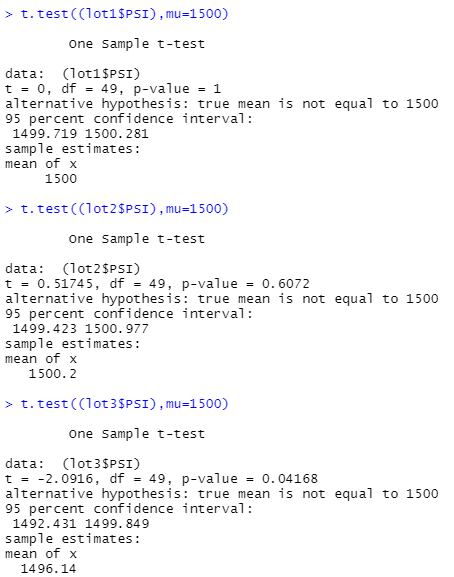 > t.test((lot1$PSI),mu=1500)
One Sample t-test
data: (lot1$PSI)
t = 0, df = 49, p-value = 1
alternative hypothesis: true mean is not equal to 1500
95 percent confidence interval:
1499.719 1500.281
sample estimates:
mean of x
1500
> t.test((lot2$PSI),mu=1500)
One Sample t-test
data: (lot2$PSI)
t = 0.51745, df = 49, p-value = 0.6072
alternative hypothesis: true mean is not equal to 1500
95 percent confidence interval:
1499.423 1500.977
sample estimates:
mean of x
1500.2
> t.test((lot3$PSI),mu=1500)
One Sample t-test
data: (lot3$PSI)
t = -2.0916, df = 49, p-value = 0.04168
alternative hypothesis: true mean is not equal to 1500
95 percent confidence interval:
1492.431 1499.849
sample estimates:
mean of x
1496.14